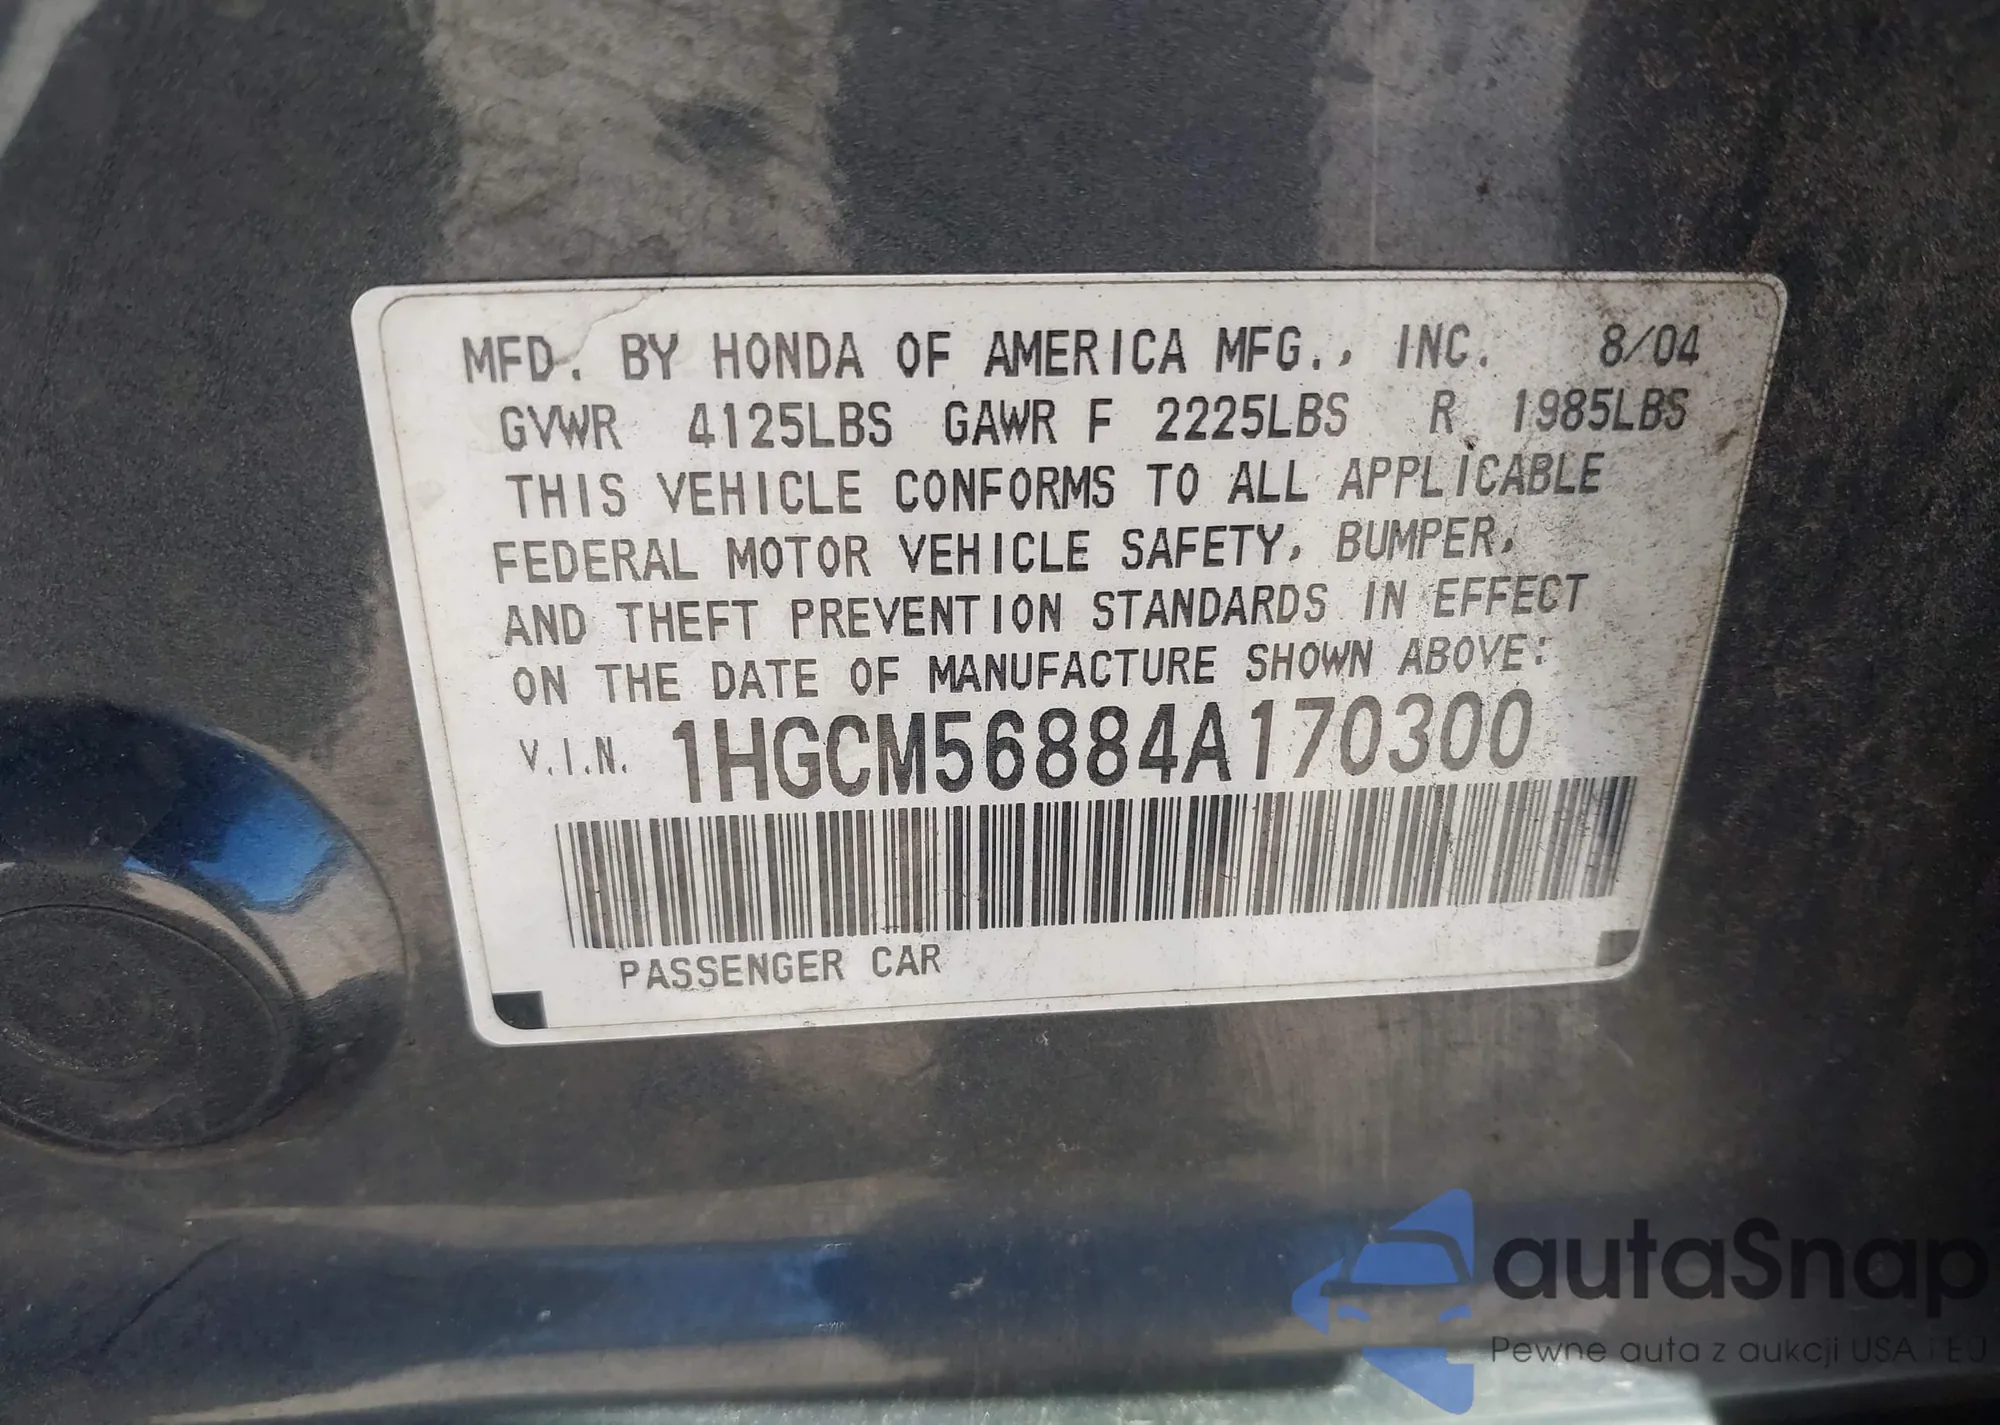 MFD. BY HONDA OF AMERICA MFG., INC. 8/04
GVWR 4125LBS GAWR F 2225LBS R 1985LBS
THIS VEHICLE CONFORMS TO ALL APPLICABLE
FEDERAL MOTOR VEHICLE SAFETY, BUMPER,
AND THEFT PREVENTION STANDARDS IN EFFECT
ON THE DATE OF MANUFACTURE SHOWN ABOVE:
V.I.N. 1HGCM56884A170300
PASSENGER CAR
autaSnap
Pewne auta z aukcji USA i EU